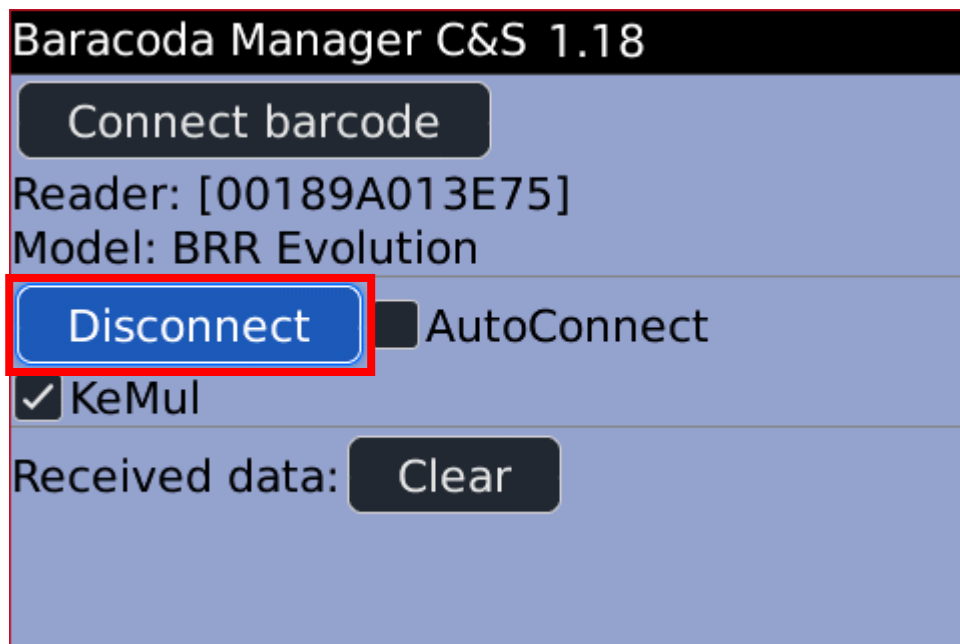 Baracoda Manager C&S 1.18
Connect barcode
Reader: [00189A013E75]
Model: BRR Evolution
Disconnect AutoConnect
KeMul
Received data: Clear